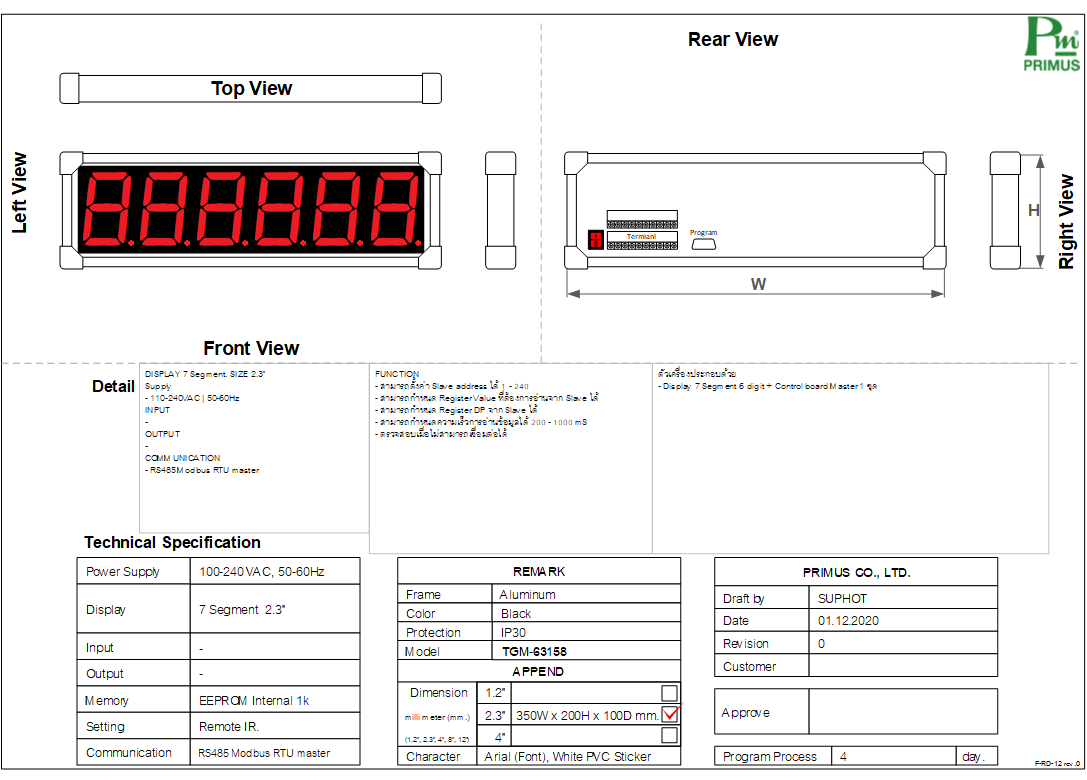 Rear View
Pm®
PRIMUS
Top View
Left View
Program
Termianl
H
Right View
W
Front View
Detail
DISPLAY 7 Segment. SIZE 2.3"
Supply
- 110-240VAC | 50-60Hz
INPUT
-
OUTPUT
-
COMMUNICATION
- RS485Modbus RTU master
FUNCTION
- สามารถตั้งค่า Slave address ได้ 1 - 240
- สามารถกำหนด Register Value ที่ต้องการอ่านจาก Slave ได้
- สามารถกำหนด Register DP จาก Slave ได้
- สามารถกำหนดความเร็วการอ่านข้อมูลได้ 200 - 1000 mS
- ตรวจสอบเมื่อไม่สามารถเชื่อมต่อได้
ตัวเครื่องประกอบด้วย
- Display 7 Segment 6 digit + Control board Master 1 ชุด
Technical Specification
Power Supply 100-240VAC, 50-60Hz
Display 7 Segment 2.3"
Input -
Output -
Memory EEPROM Internal 1k
Setting Remote IR.
Communication RS485 Modbus RTU master
REMARK
Frame Aluminum
Color Black
Protection IP30
Model TGM-63158
APPEND
Dimension 1.2"
millimeter (mm.) 2.3" 350W x 200H x 100D mm.
(1.2", 2.3", 4", 8", 12") 4"
Character Arial (Font), White PVC Sticker
PRIMUS CO., LTD.
Draft by SUPHOT
Date 01.12.2020
Revision 0
Customer
Approve
Program Process 4 day.
F-RD-12 rev.0